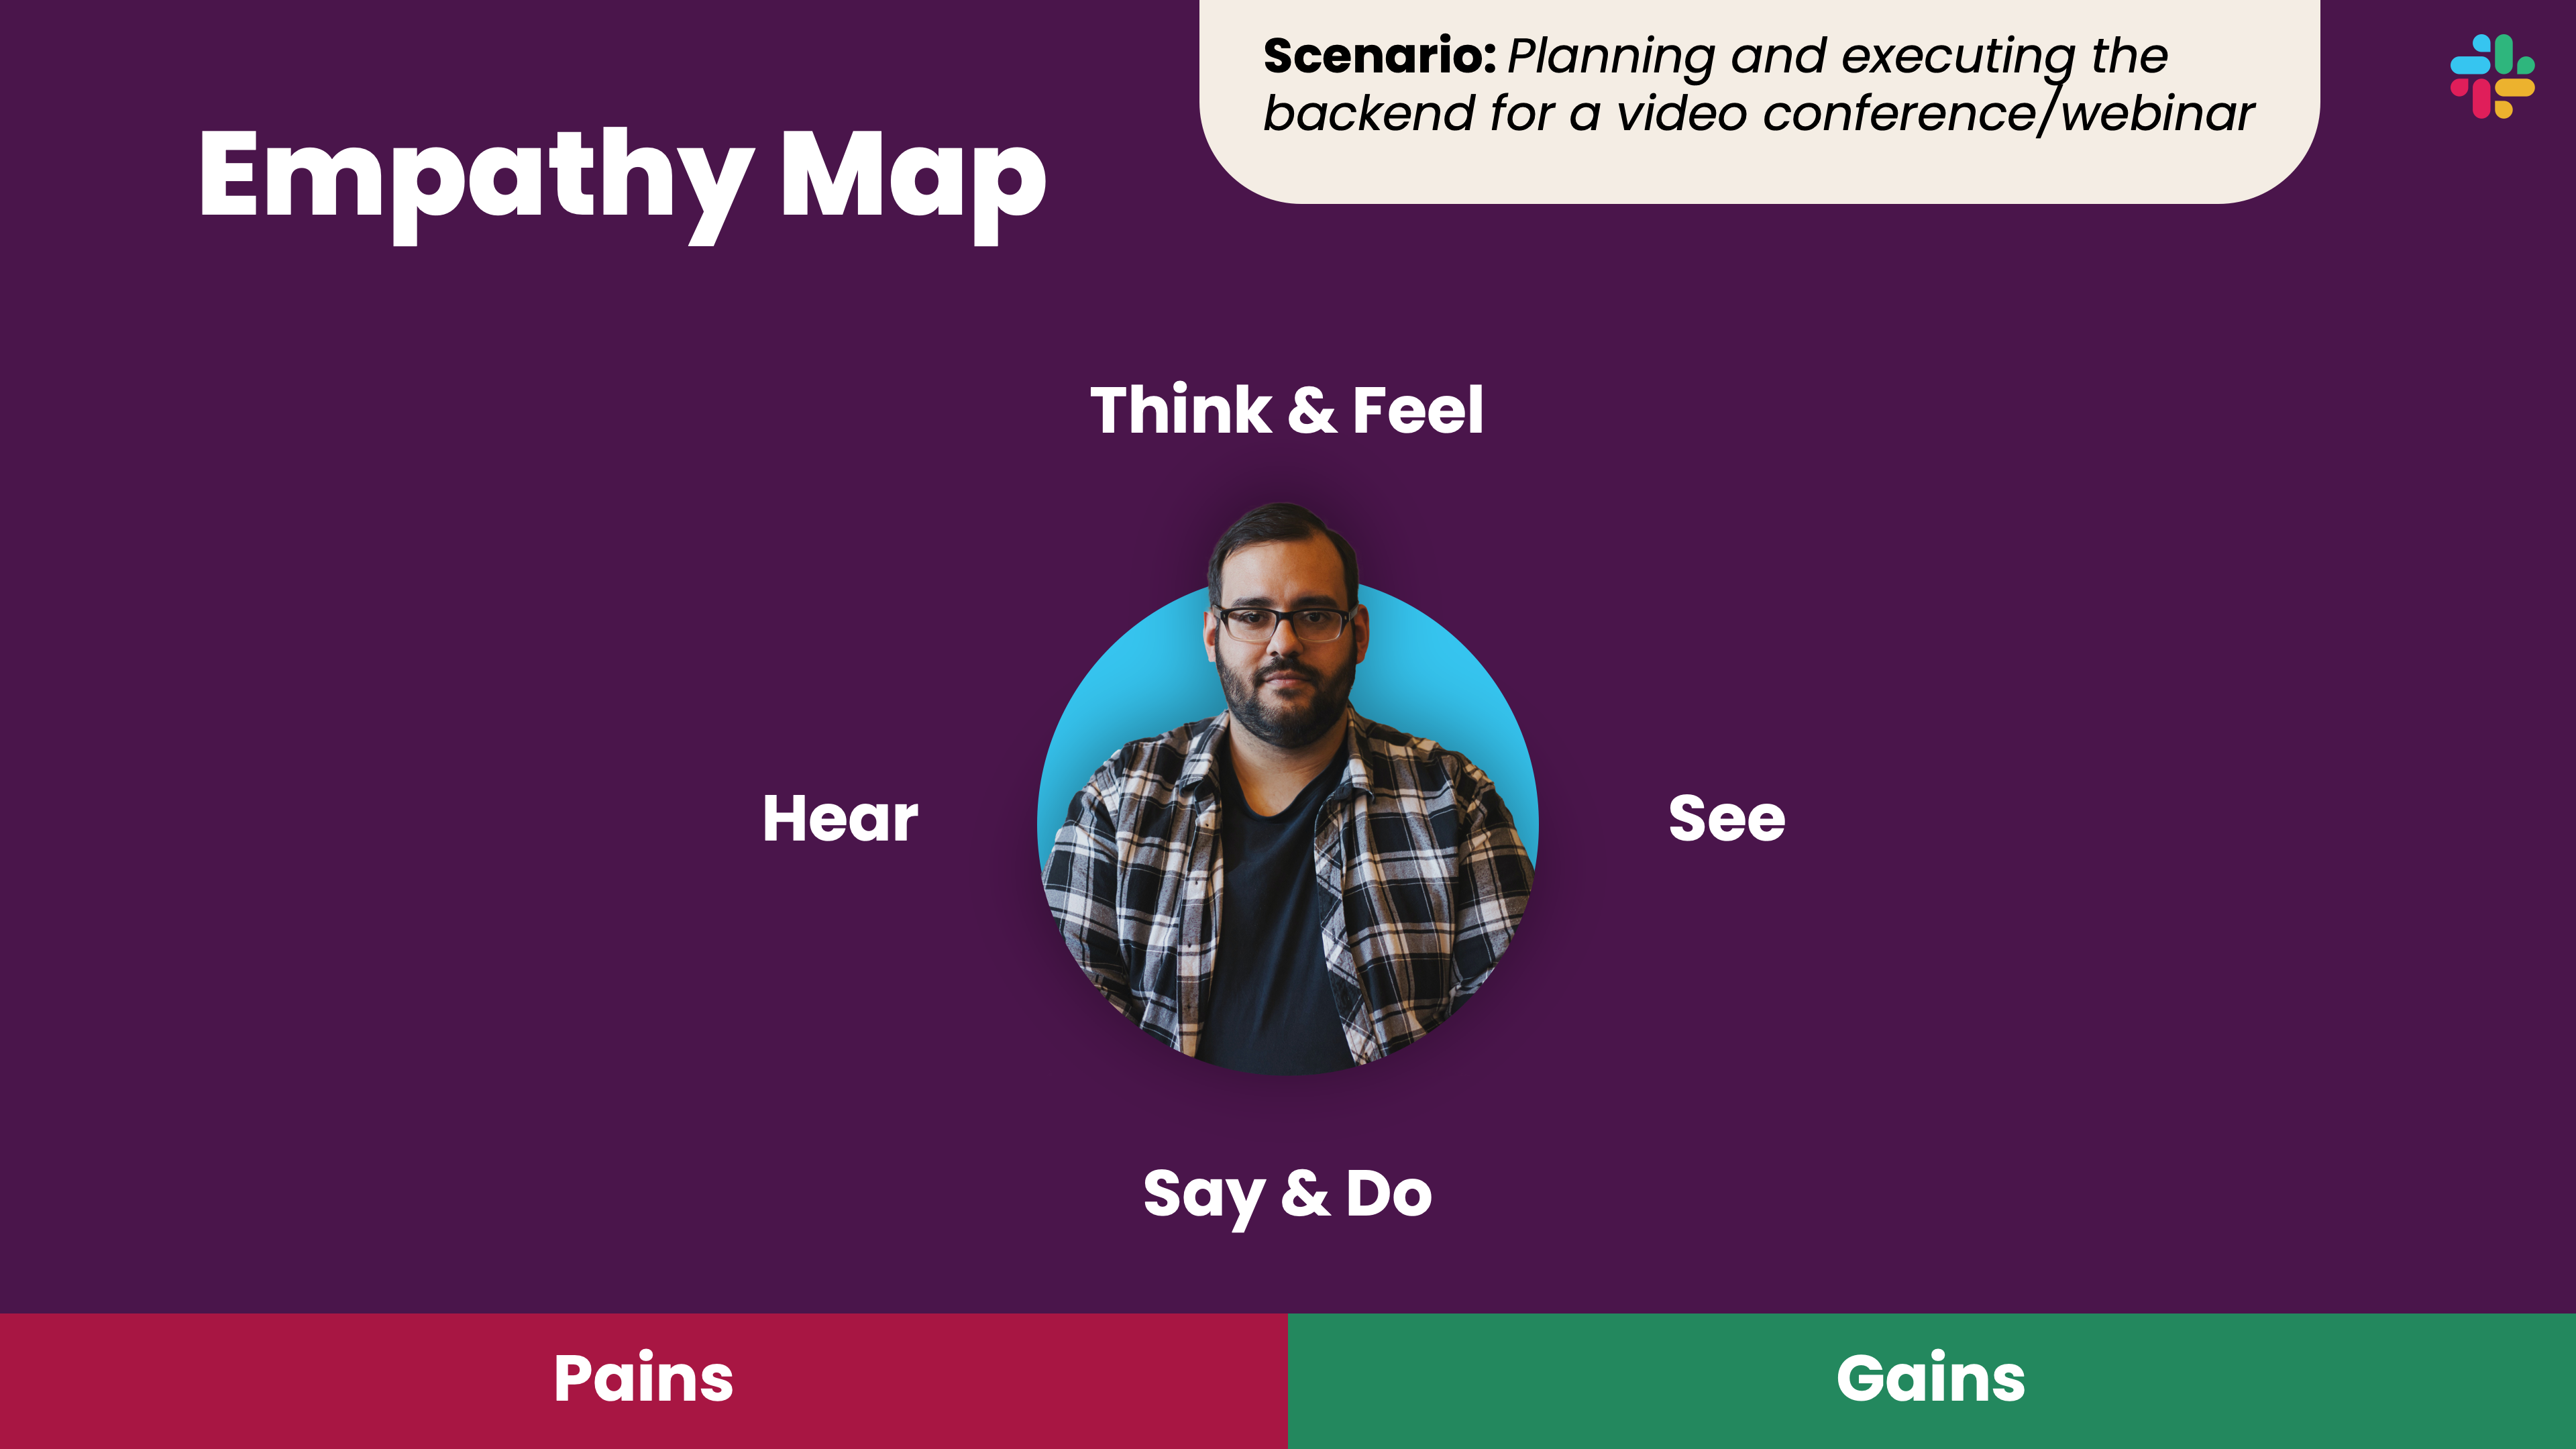 Scenario: Planning and executing the
backend for a video conference/webinar
Empathy Map
Think & Feel
Hear
See
Say & Do
Pains
Gains